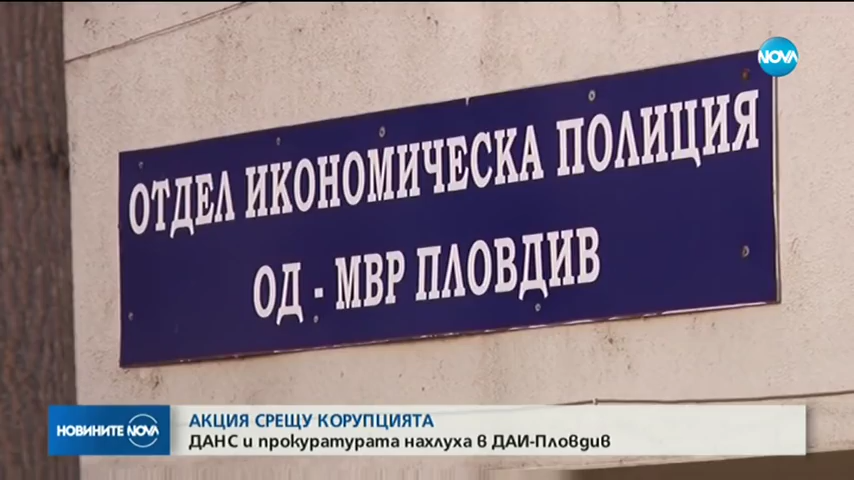 NOVA
ОТДЕЛ ИКОНОМИЧЕСКА ПОЛИЦИЯ
ОД - МВР ПЛОВДИВ
НОВИНИТЕ NOVA
АКЦИЯ СРЕЩУ КОРУПЦИЯТА
ДАНС и прокуратурата нахлуха в ДАИ-Пловдив